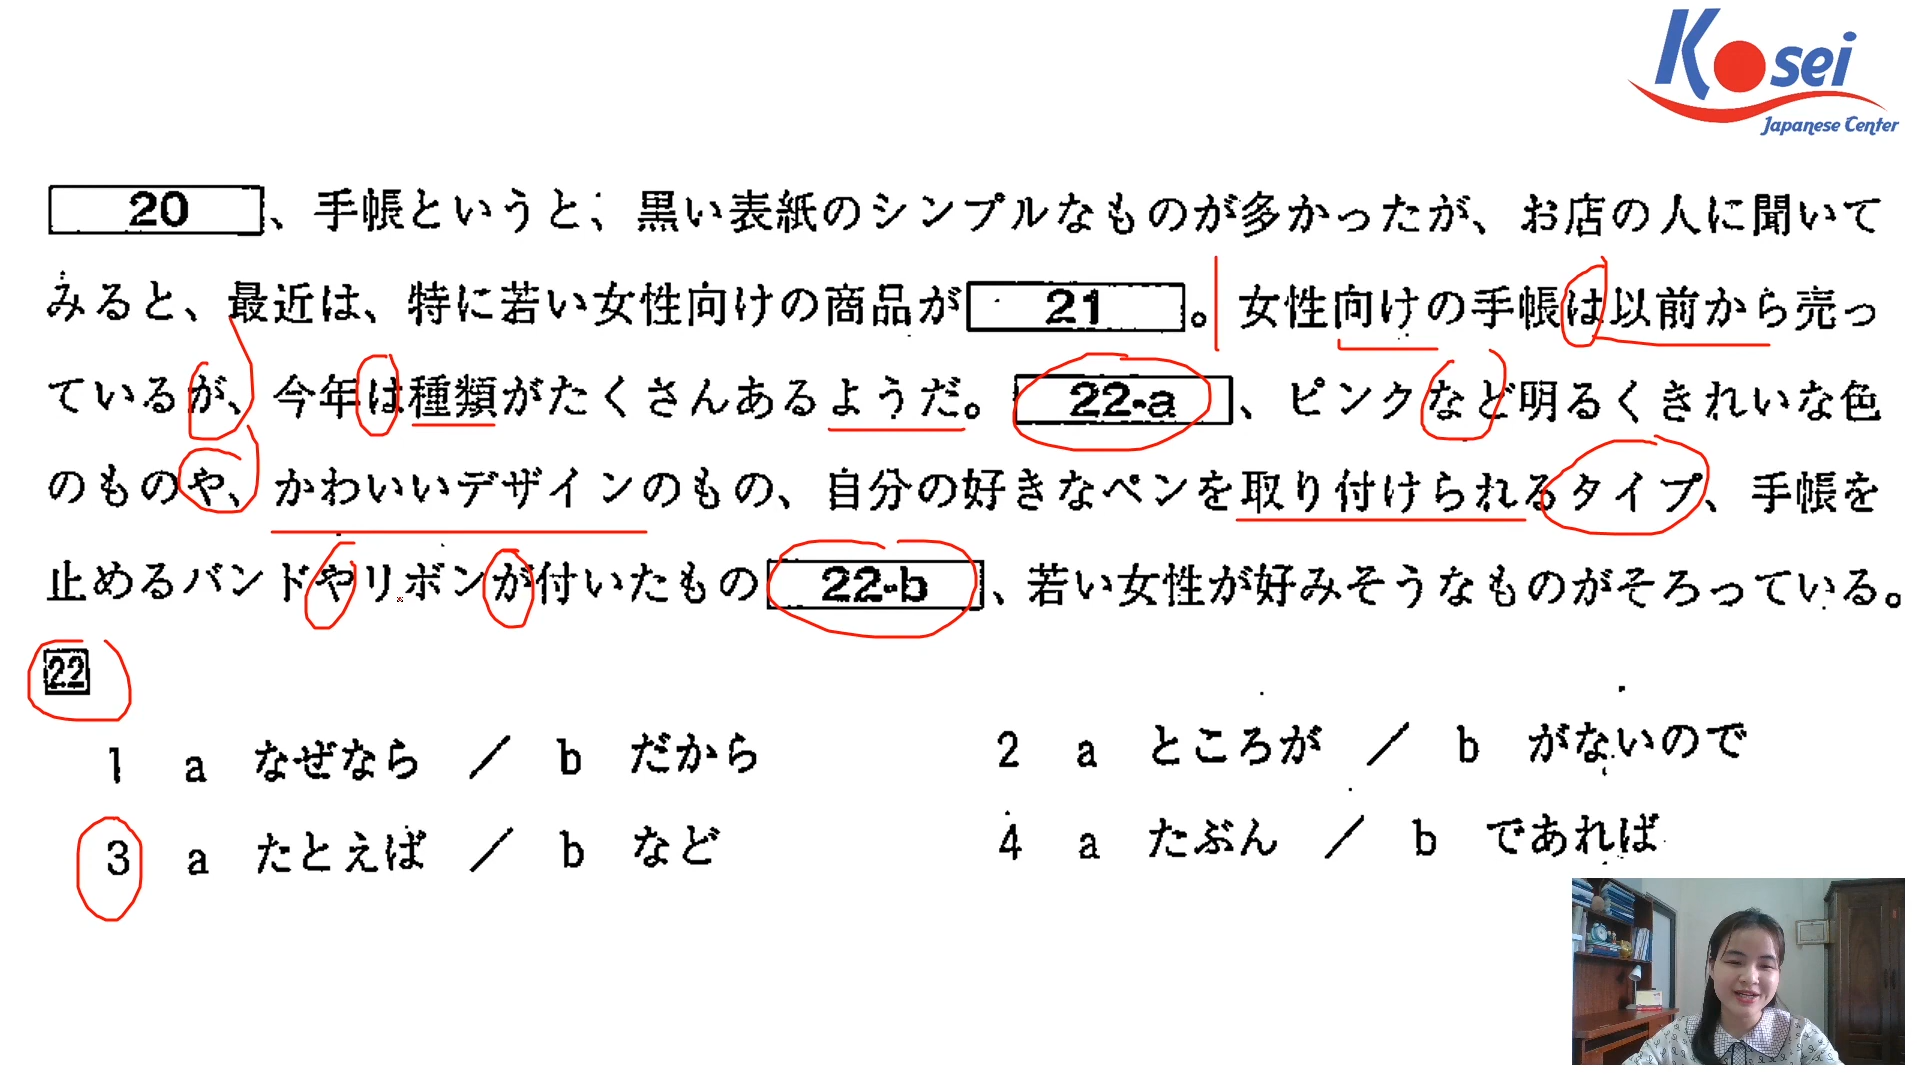 Kosei
Japanese Center
20、手帳というと、黒い表紙のシンプルなものが多かったが、お店の人に聞いて
みると、最近は、特に若い女性向けの商品が21。女性向けの手帳は以前から売っ
ているが、今年は種類がたくさんあるようだ。22-a、ピンクなど明るくきれいな色
のものや、かわいいデザインのもの、自分の好きなペンを取り付けられるタイプ、手帳を
止めるバンドやリボンが付いたもの22-b、若い女性が好みそうなものがそろっている。
22
1 a なぜなら ／ b だから 2 a ところが ／ b がないので
3 a たとえば ／ b など 4 a たぶん ／ b であれば